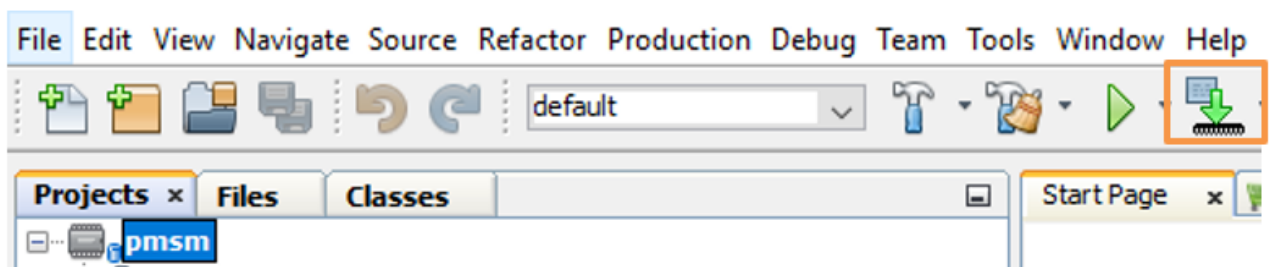 File Edit View Navigate Source Refactor Production Debug Team Tools Window Help
default
Projects x Files Classes
Start Page x
pmsm